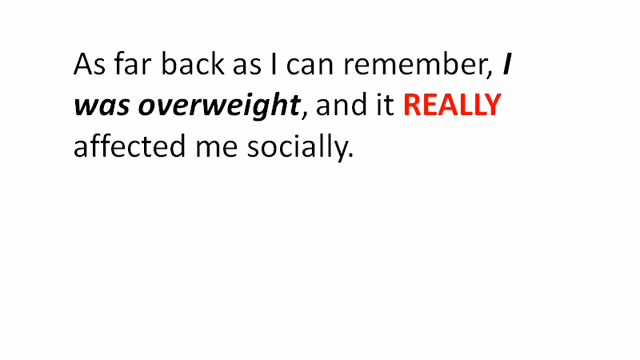 As far back as I can remember, I
was overweight, and it REALLY
affected me socially.